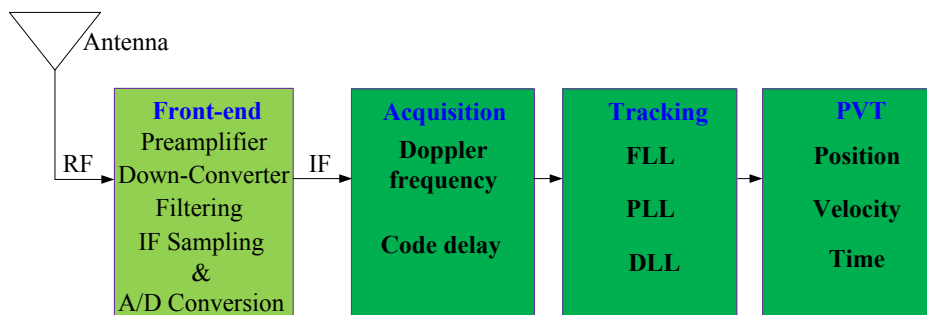 Antenna
RF
Front-end
Preamplifier
Down-Converter
Filtering
IF Sampling
&
A/D Conversion
IF
Acquisition
Doppler
frequency
Code delay
Tracking
FLL
PLL
DLL
PVT
Position
Velocity
Time